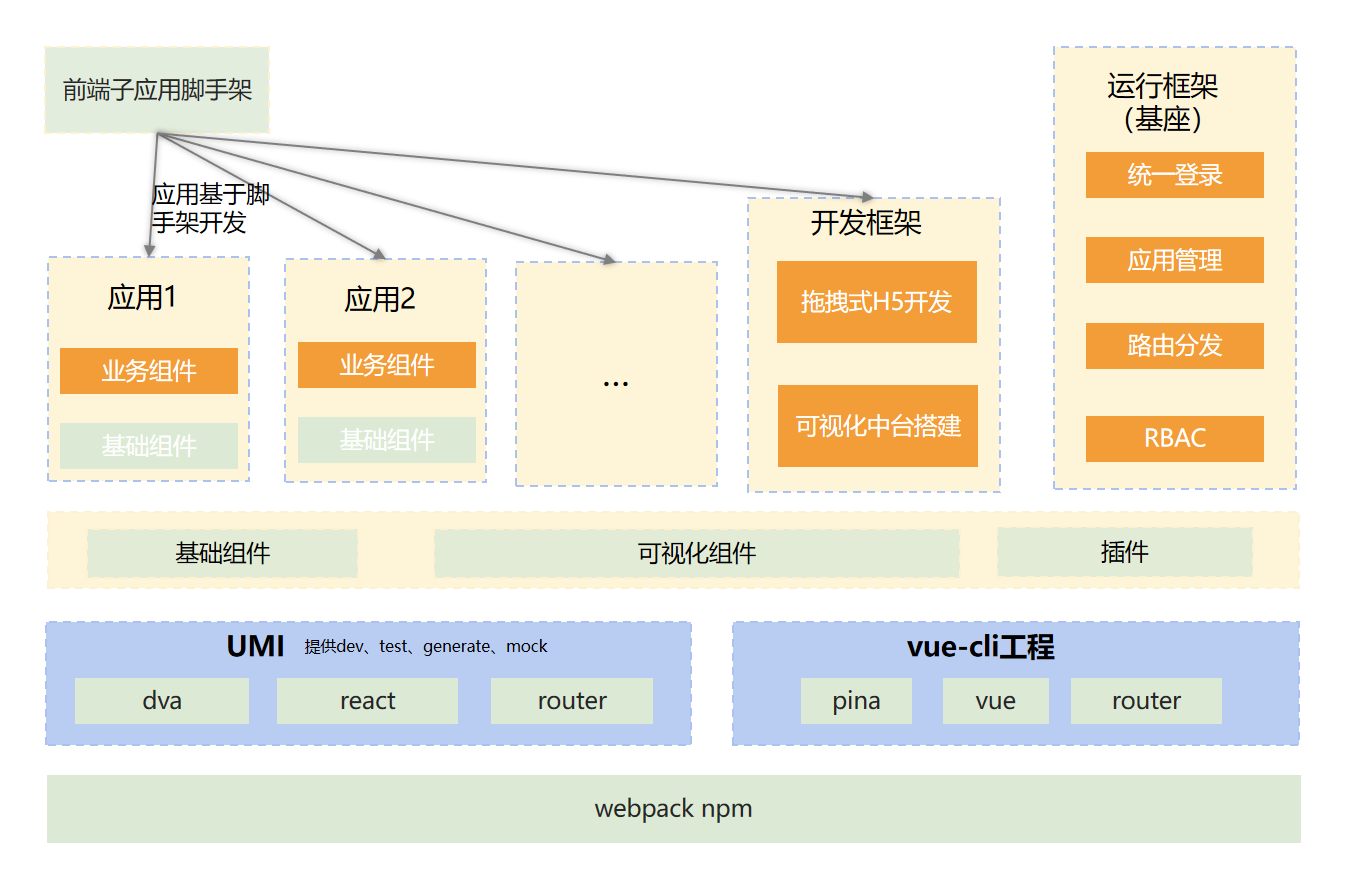 前端子应用脚手架
应用基于脚
手架开发
应用1
业务组件
基础组件
应用2
业务组件
基础组件
...
开发框架
拖拽式H5开发
可视化中台搭建
运行框架
（基座）
统一登录
应用管理
路由分发
RBAC
基础组件
可视化组件
插件
UMI 提供dev、test、generate、mock
dva
react
router
vue-cli工程
pina
vue
router
webpack npm